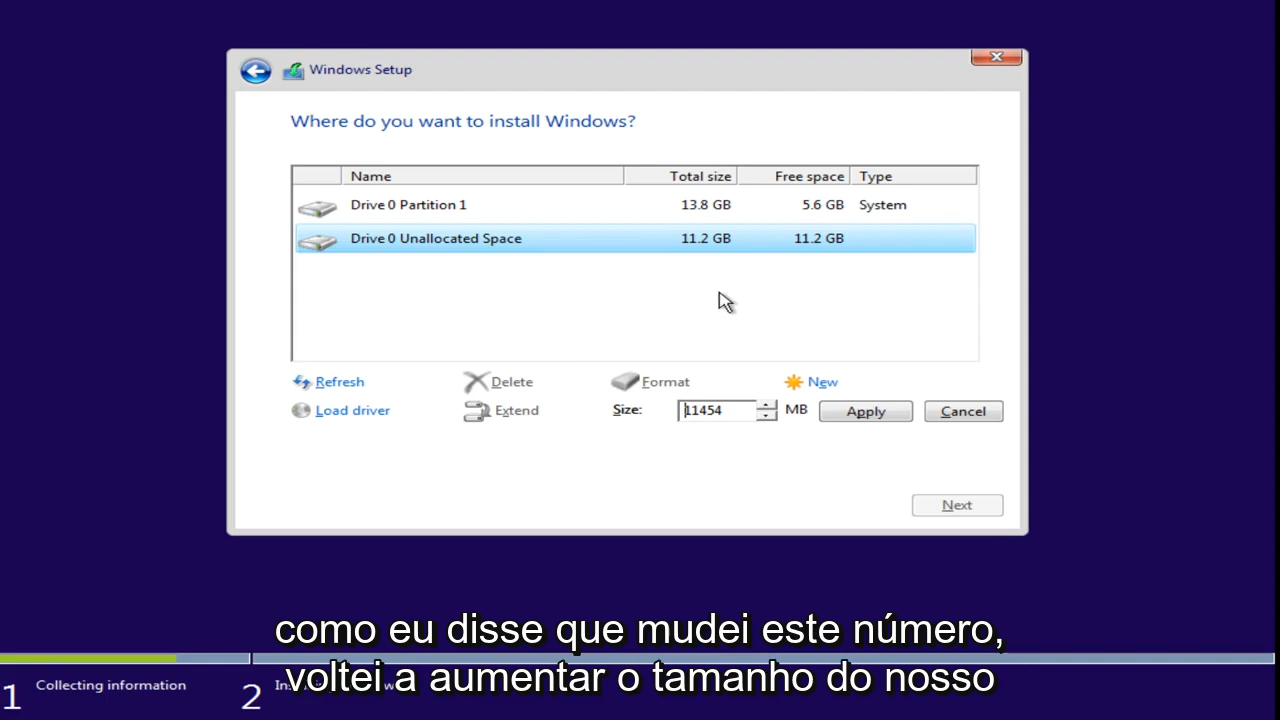 Windows Setup
Where do you want to install Windows?
Name Total size Free space Type
Drive 0 Partition 1 13.8 GB 5.6 GB System
Drive 0 Unallocated Space 11.2 GB 11.2 GB
Refresh Delete Format New
Load driver Extend Size: 11454 MB Apply Cancel
Next
como eu disse que mudei este número,
voltei a aumentar o tamanho do nosso
1 Collecting information 2